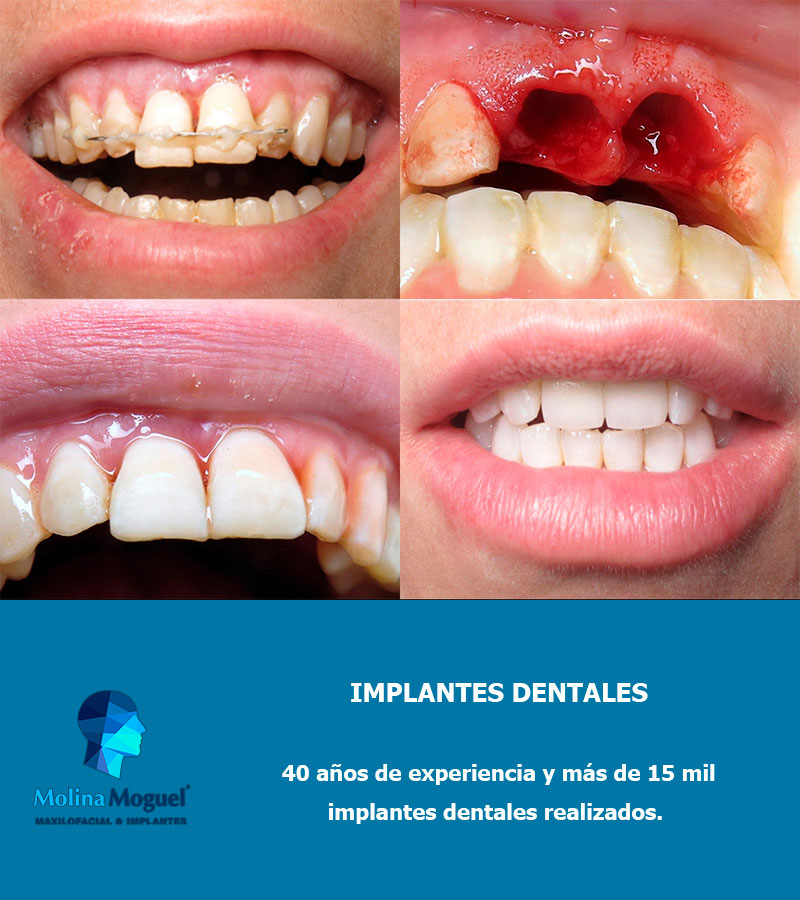 IMPLANTES DENTALES
40 años de experiencia y más de 15 mil
implantes dentales realizados.
Molina Moguel®
MAXILOFACIAL & IMPLANTES